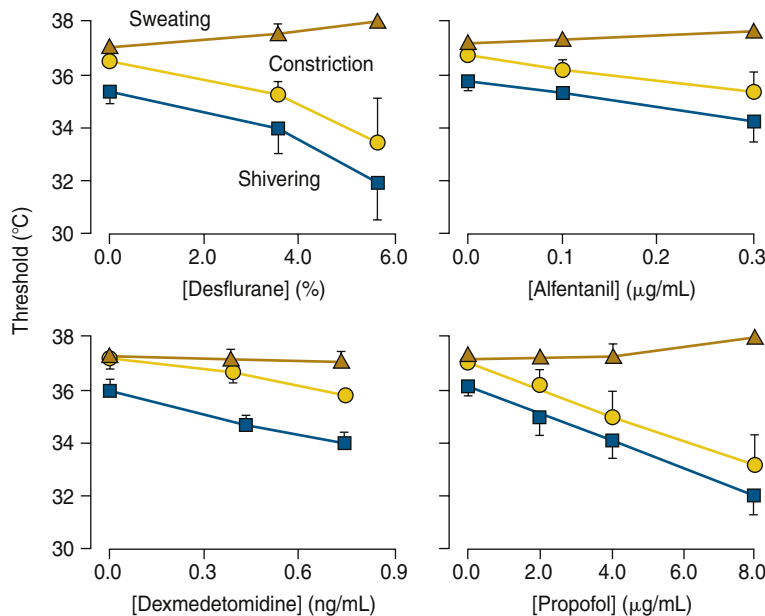 Threshold (°C)
38
36
34
32
30
Sweating
Constriction
Shivering
0.0 2.0 4.0 6.0
[Desflurane] (%)
0.0 0.1 0.2 0.3
[Alfentanil] (μg/mL)
38
36
34
32
30
0.0 0.3 0.6 0.9
[Dexmedetomidine] (ng/mL)
0.0 2.0 4.0 6.0 8.0
[Propofol] (μg/mL)